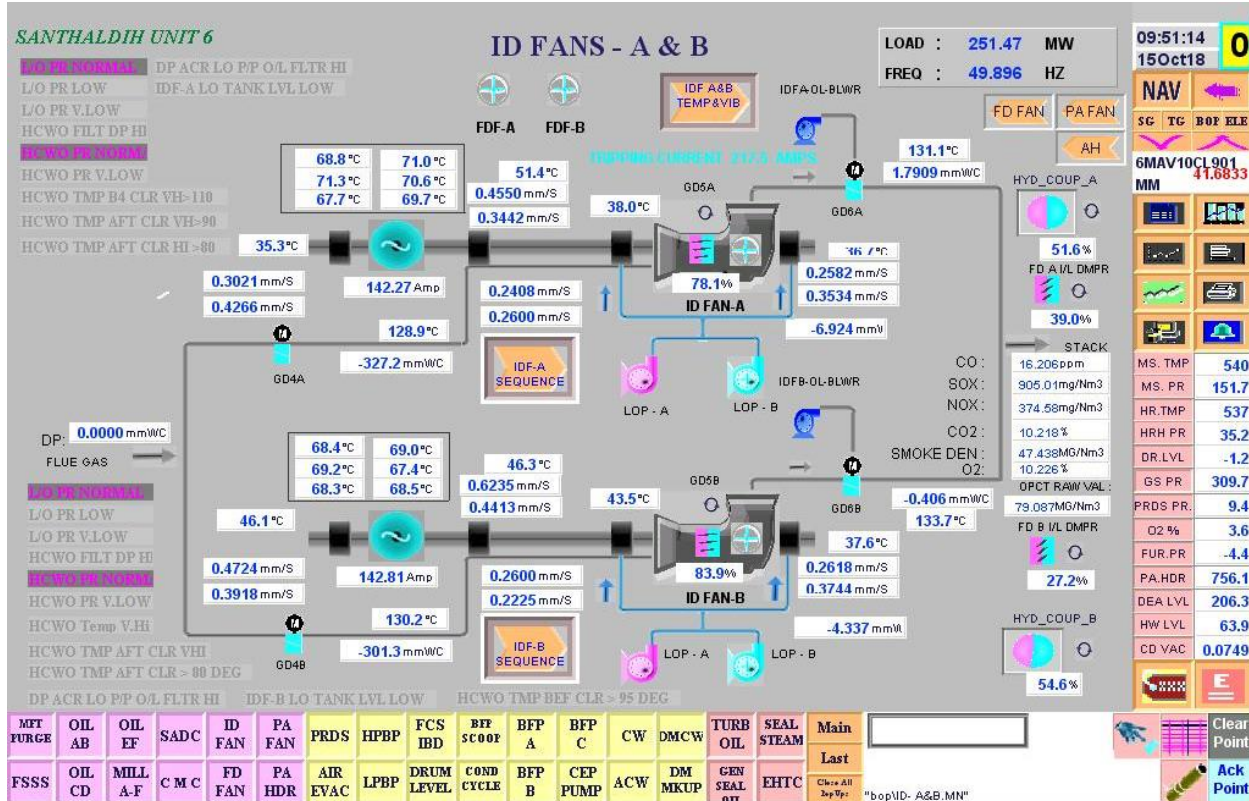 SANTHALDIH UNIT 6
ID FANS - A & B
LOAD : 251.47 MW
FREQ : 49.896 HZ
09:51:14
15Oct18
0
L/O PR NORMAL DP ACR LO P/P O/L FLTR HI
L/O PR LOW IDF-A LO TANK LVL LOW
L/O PR V.LOW
HCWO FILT DP HI
HCWO PR NORM.
HCWO PR V.LOW
HCWO TMP B4 CLR VH>110
HCWO TMP AFT CLR VH>90
HCWO TMP AFT CLR HI >80
FDF-A FDF-B
IDF A&B
TEMP&VIB
IDFA-OL-BLWR
FD FAN PA FAN
AH
NAV
SG TG BOP ELE
6MAV10CL901
MM 41.6833
TRIPPING CURRENT 217.5 AMPS
68.8 °C 71.0 °C
71.3 °C 70.6 °C
67.7 °C 69.7 °C
51.4 °C
0.4550 mm/S
0.3442 mm/S
38.0 °C
GD5A
GD6A
131.1 °C
1.7909 mmWC
HYD_COUP_A
51.6 %
FD A I/L DMPR
39.0%
35.3 °C
142.27 Amp
0.3021 mm/S
0.4266 mm/S
0.2408 mm/S
0.2600 mm/S
78.1%
ID FAN-A
36.7 °C
0.2582 mm/S
0.3534 mm/S
-6.924 mmV
128.9 °C
-327.2 mmWC
GD4A
IDF-A
SEQUENCE
LOP - A LOP - B
IDFB-OL-BLWR
STACK
CO : 16.206ppm
SOX : 905.01mg/Nm3
NOX : 374.58mg/Nm3
CO2 : 10.218 %
SMOKE DEN : 47.438MG/Nm3
O2: 10.226 %
OPCT RAW VAL :
79.087MG/Nm3
FD B I/L DMPR
27.2%
HYD_COUP_B
54.6 %
DP: 0.0000 mmWC
FLUE GAS
68.4 °C 69.0 °C
69.2 °C 67.4 °C
68.3 °C 68.5 °C
46.3 °C
0.6235 mm/S
0.4413 mm/S
43.5 °C
GD5B
GD6B
-0.406 mmWC
133.7 °C
L/O PR NORMAL
L/O PR LOW
L/O PR V.LOW
HCWO FILT DP HI
HCWO PR NORM.
HCWO PR V.LOW
HCWO Temp V.Hi
HCWO TMP AFT CLR VHI
HCWO TMP AFT CLR > 80 DEG
DP ACR LO P/P O/L FLTR HI IDF-B LO TANK LVL LOW HCWO TMP BEF CLR > 95 DEG
46.1 °C
142.81 Amp
0.4724 mm/S
0.3918 mm/S
0.2600 mm/S
0.2225 mm/S
83.9%
ID FAN-B
37.6 °C
0.2618 mm/S
0.3744 mm/S
-4.337 mmW
130.2 °C
-301.3 mmWC
GD4B
IDF-B
SEQUENCE
LOP - A LOP - B
MS. TMP 540
MS. PR 151.7
HR.TMP 537
HRH PR 35.2
DR.LVL -1.2
GS PR 309.7
PRDS PR. 9.4
O2 % 3.6
FUR.PR -4.4
PA.HDR 756.1
DEA LVL 206.3
HW LVL 63.9
CD VAC 0.0749
E
MFT PURGE OIL AB OIL EF SADC ID FAN PA FAN PRDS HPBP FCS IBD BFP SCOOP BFP A BFP C CW DMCW TURB OIL SEAL STEAM Main
Last
FSSS OIL CD MILL A-F C M C FD FAN PA HDR AIR EVAC LPBP DRUM LEVEL COND CYCLE BFP B CEP PUMP ACW DM MKUP GEN SEAL OIL EHTC Close All Pop Ups
"bop\ID- A&B.MN"
Clear
Point
Ack
Point